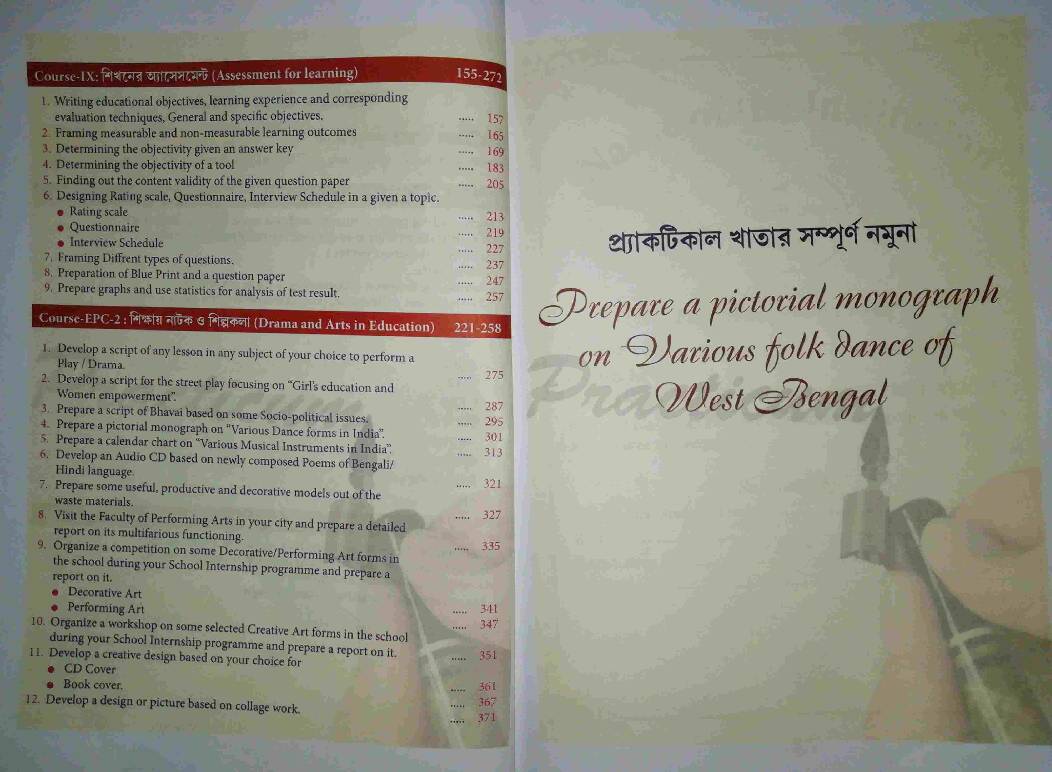 Course-IX: শিখনের অ্যাসেসমেন্ট (Assessment for learning) 155-272
1. Writing educational objectives, learning experience and corresponding
evaluation techniques, General and specific objectives. ..... 157
2. Framing measurable and non-measurable learning outcomes ..... 165
3. Determining the objectivity given an answer key ..... 169
4. Determining the objectivity of a tool ..... 183
5. Finding out the content validity of the given question paper ..... 205
6. Designing Rating scale, Questionnaire, Interview Schedule in a given a topic.
● Rating scale ..... 213
● Questionnaire ..... 219
● Interview Schedule ..... 227
7. Framing Diffrent types of questions. ..... 237
8. Preparation of Blue Print and a question paper ..... 247
9. Prepare graphs and use statistics for analysis of test result. ..... 257
Course-EPC-2 : শিক্ষায় নাটক ও শিল্পকলা (Drama and Arts in Education) 221-258
1. Develop a script of any lesson in any subject of your choice to perform a
Play / Drama. ..... 275
2. Develop a script for the street play focusing on “Girl’s education and
Women empowerment”. ..... 287
3. Prepare a script of Bhavai based on some Socio-political issues. ..... 295
4. Prepare a pictorial monograph on “Various Dance forms in India”. ..... 301
5. Prepare a calendar chart on “Various Musical Instruments in India”. ..... 313
6. Develop an Audio CD based on newly composed Poems of Bengali/
Hindi language. ..... 321
7. Prepare some useful, productive and decorative models out of the
waste materials. ..... 327
8. Visit the Faculty of Performing Arts in your city and prepare a detailed
report on its multifarious functioning. ..... 335
9. Organize a competition on some Decorative/Performing Art forms in
the school during your School Internship programme and prepare a
report on it.
● Decorative Art ..... 341
● Performing Art ..... 347
10. Organize a workshop on some selected Creative Art forms in the school
during your School Internship programme and prepare a report on it. ..... 351
11. Develop a creative design based on your choice for
● CD Cover ..... 361
● Book cover. ..... 367
12. Develop a design or picture based on collage work. ..... 371
প্র্যাকটিকাল খাতার সম্পূর্ণ নমুনা
Prepare a pictorial monograph
on Various folk dance of
West Bengal